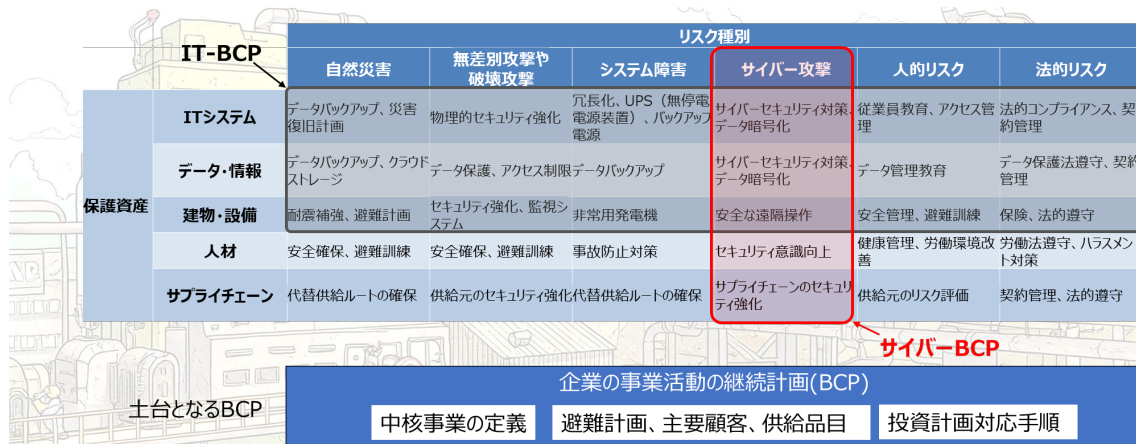 リスク種別
IT-BCP
自然災害
無差別攻撃や
破壊攻撃
システム障害
サイバー攻撃
人的リスク
法的リスク
保護資産
ITシステム
データバックアップ、災害
復旧計画
物理的セキュリティ強化
冗長化、UPS（無停電
電源装置）、バックアップ
電源
サイバーセキュリティ対策、
データ暗号化
従業員教育、アクセス管
理
法的コンプライアンス、契
約管理
データ・情報
データバックアップ、クラウド
ストレージ
データ保護、アクセス制限
データバックアップ
サイバーセキュリティ対策、
データ暗号化
データ管理教育
データ保護法遵守、契約
管理
建物・設備
耐震補強、避難計画
セキュリティ強化、監視シ
ステム
非常用発電機
安全な遠隔操作
安全管理、避難訓練
保険、法的遵守
人材
安全確保、避難訓練
安全確保、避難訓練
事故防止対策
セキュリティ意識向上
健康管理、労働環境改
善
労働法遵守、ハラスメン
ト対策
サプライチェーン
代替供給ルートの確保
供給元のセキュリティ強化
代替供給ルートの確保
サプライチェーンのセキュリ
ティ強化
供給元のリスク評価
契約管理、法的遵守
サイバーBCP
土台となるBCP
企業の事業活動の継続計画(BCP)
中核事業の定義
避難計画、主要顧客、供給品目
投資計画対応手順